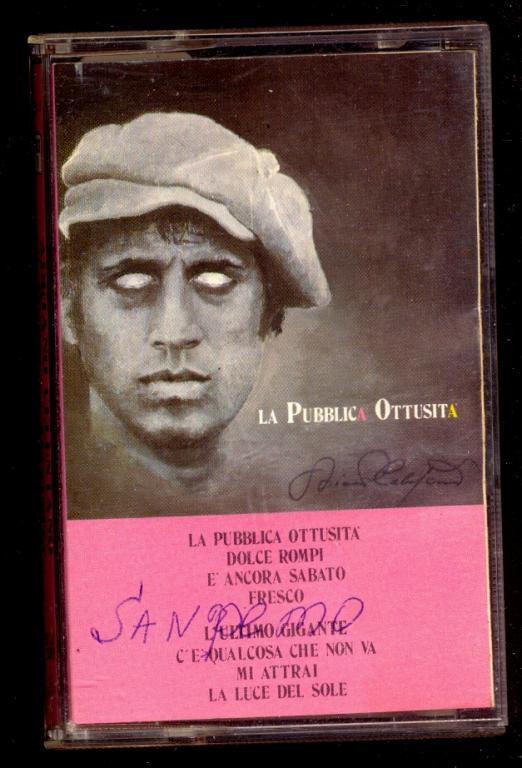 LA PUBBLICA OTTUSITA'
LA PUBBLICA OTTUSITA'
DOLCE ROMPI
E' ANCORA SABATO
FRESCO
L'ULTIMO GIGANTE
C'E' QUALCOSA CHE NON VA
MI ATTRAI
LA LUCE DEL SOLE